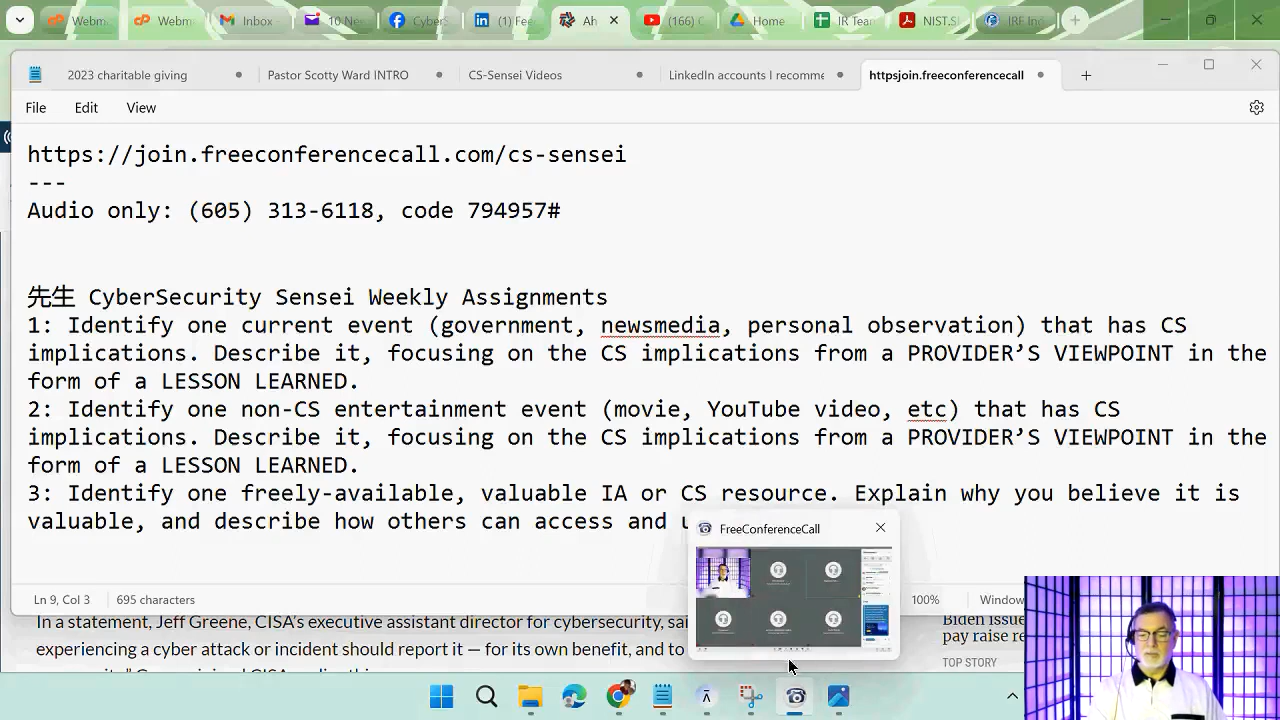 Webm
Webm
Inbox
10 Ne
Cyber
(1) Fee
Ah
(166) C
Home
IR Tea
NIST.S
IRF Ind
2023 charitable giving
Pastor Scotty Ward INTRO
CS-Sensei Videos
LinkedIn accounts I recomme
httpsjoin.freeconferencecall
File
Edit
View
https://join.freeconferencecall.com/cs-sensei
---
Audio only: (605) 313-6118, code 794957#
先生 CyberSecurity Sensei Weekly Assignments
1: Identify one current event (government, newsmedia, personal observation) that has CS
implications. Describe it, focusing on the CS implications from a PROVIDER’S VIEWPOINT in the
form of a LESSON LEARNED.
2: Identify one non-CS entertainment event (movie, YouTube video, etc) that has CS
implications. Describe it, focusing on the CS implications from a PROVIDER’S VIEWPOINT in the
form of a LESSON LEARNED.
3: Identify one freely-available, valuable IA or CS resource. Explain why you believe it is
valuable, and describe how others can access and u
FreeConferenceCall
Ln 9, Col 3
695 characters
100%
Window
In a statement, Jeff Greene, CISA's executive assistant director for cybersecurity, sai
experiencing a cyber attack or incident should report it — for its own benefit, and to
Biden issue
pay raise re
TOP STORY